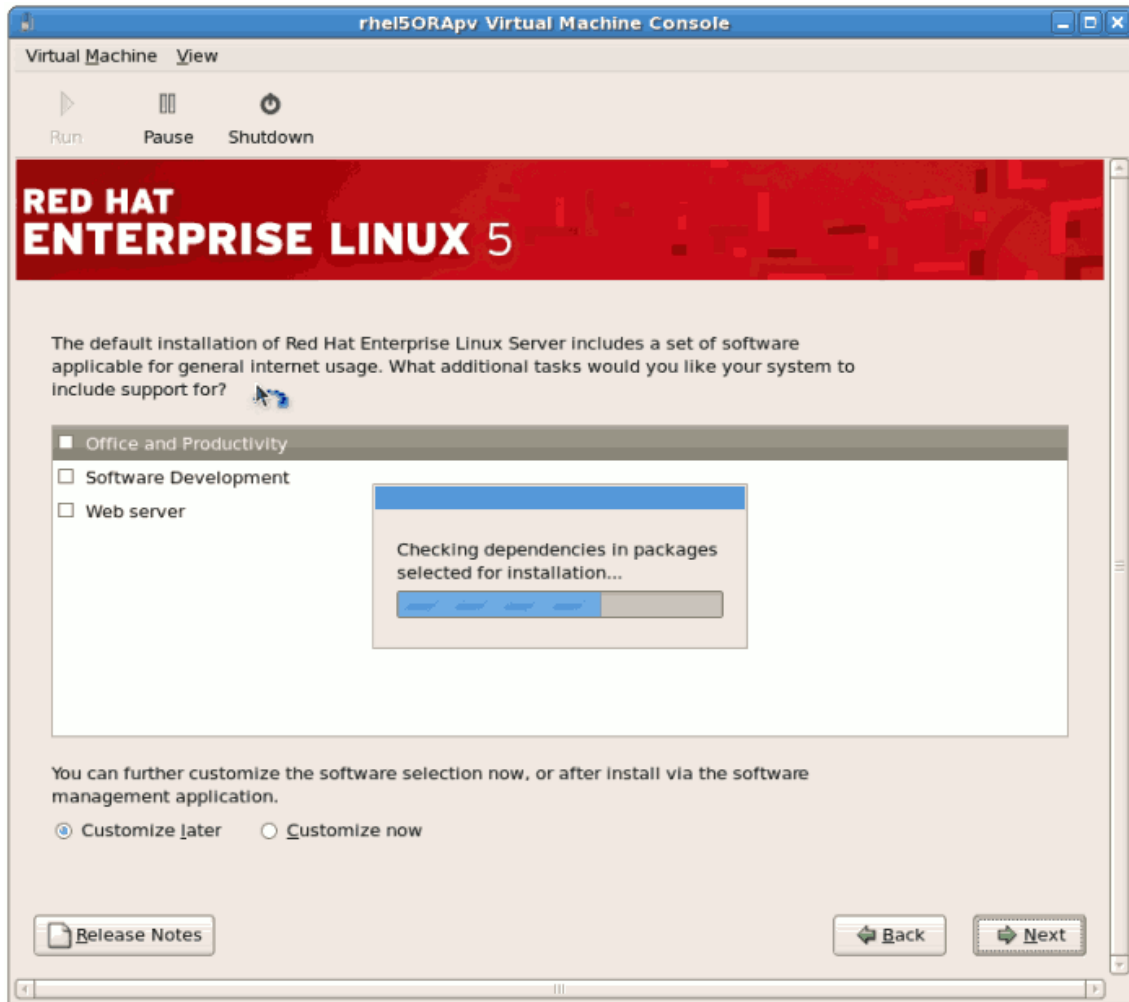 rhel5ORApv Virtual Machine Console
Virtual Machine View
Run Pause Shutdown
RED HAT
ENTERPRISE LINUX 5
The default installation of Red Hat Enterprise Linux Server includes a set of software
applicable for general internet usage. What additional tasks would you like your system to
include support for?
Office and Productivity
Software Development
Web server
Checking dependencies in packages
selected for installation...
You can further customize the software selection now, or after install via the software
management application.
Customize later Customize now
Release Notes Back Next